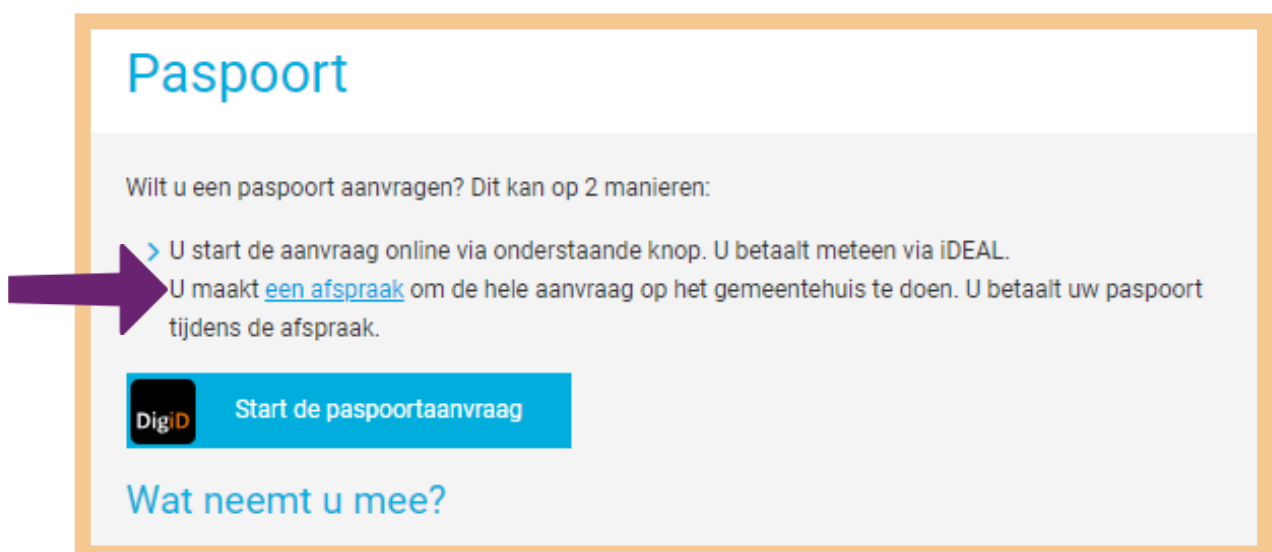 Paspoort
Wilt u een paspoort aanvragen? Dit kan op 2 manieren:
U start de aanvraag online via onderstaande knop. U betaalt meteen via iDEAL.
U maakt een afspraak om de hele aanvraag op het gemeentehuis te doen. U betaalt uw paspoort
tijdens de afspraak.
DigiD Start de paspoortaanvraag
Wat neemt u mee?